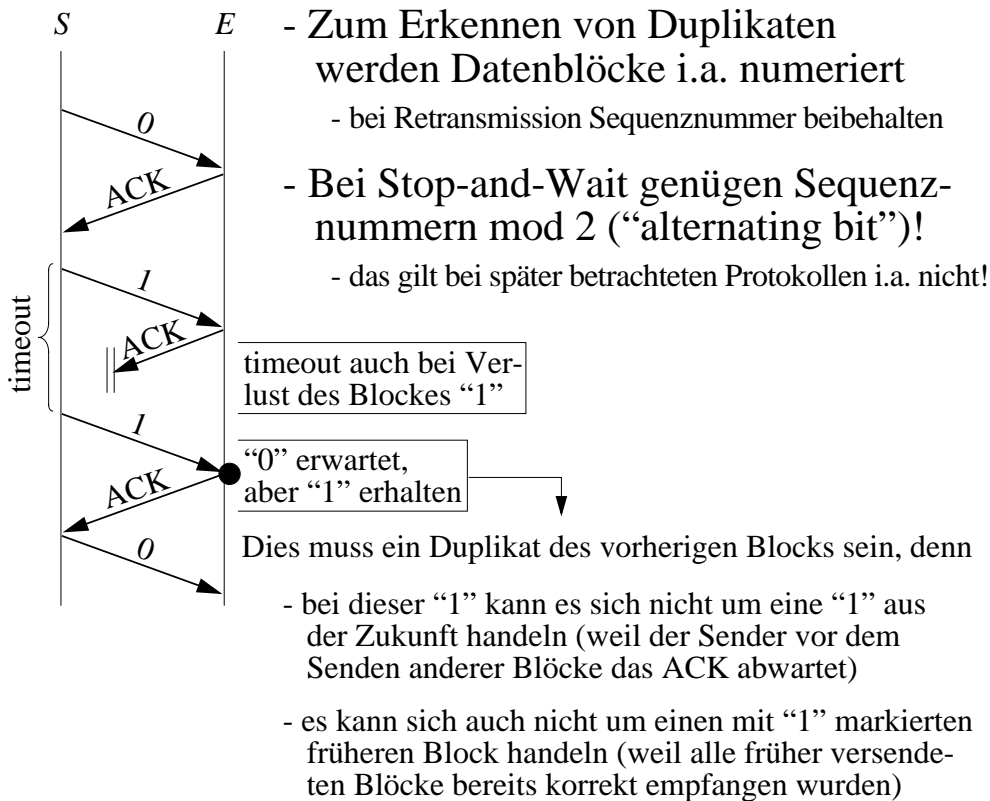 S
E
- Zum Erkennen von Duplikaten
werden Datenblöcke i.a. numeriert
- bei Retransmission Sequenznummer beibehalten
0
ACK
- Bei Stop-and-Wait genügen Sequenz-
nummern mod 2 (“alternating bit”)!
- das gilt bei später betrachteten Protokollen i.a. nicht!
timeout
1
ACK
timeout auch bei Ver-
lust des Blockes “1”
1
“0” erwartet,
aber “1” erhalten
ACK
0
Dies muss ein Duplikat des vorherigen Blocks sein, denn
- bei dieser “1” kann es sich nicht um eine “1” aus
der Zukunft handeln (weil der Sender vor dem
Senden anderer Blöcke das ACK abwartet)
- es kann sich auch nicht um einen mit “1” markierten
früheren Block handeln (weil alle früher versende-
ten Blöcke bereits korrekt empfangen wurden)